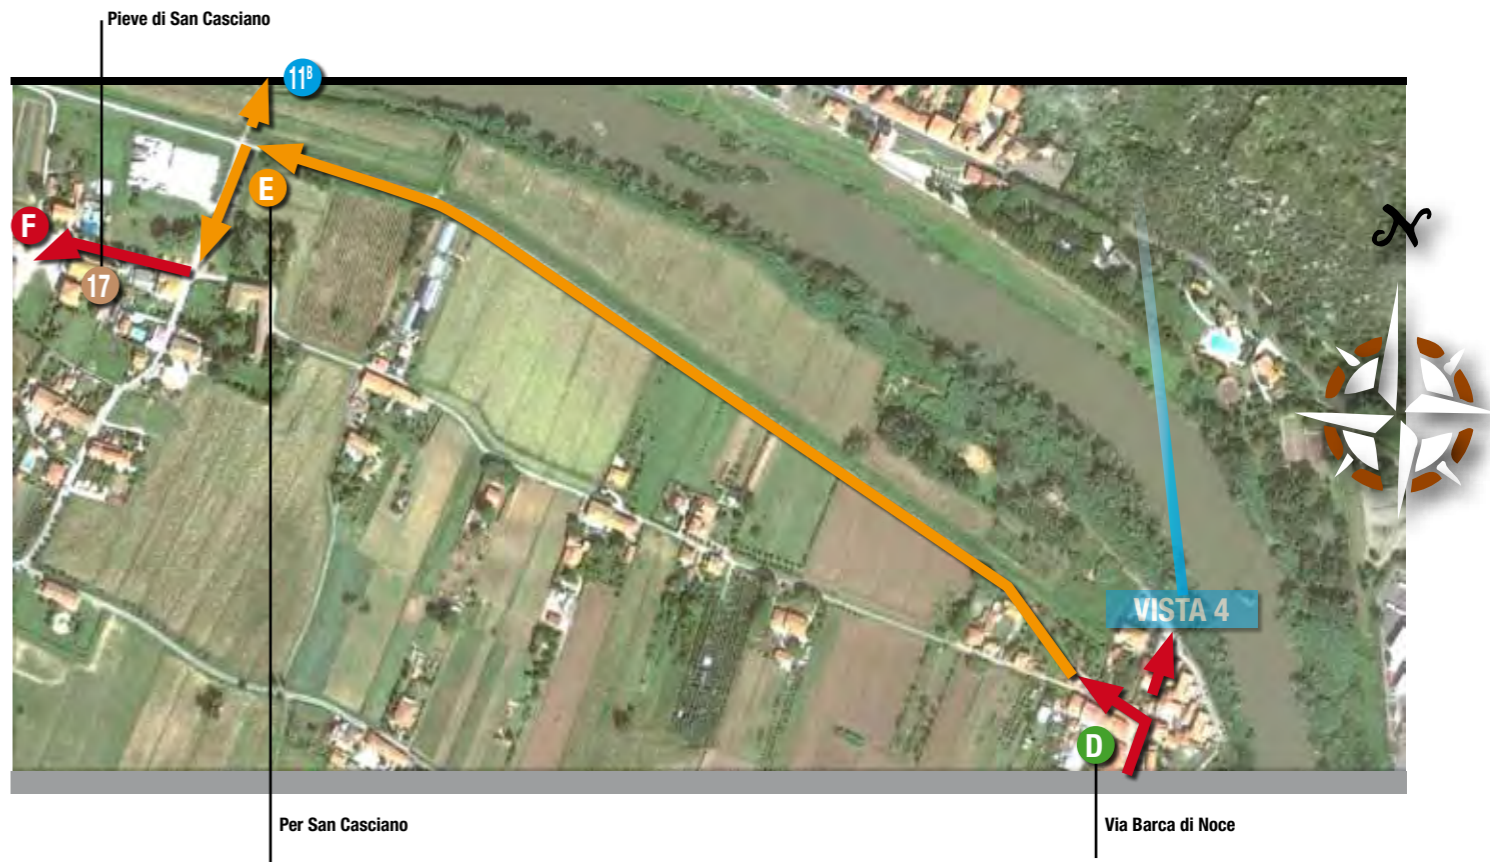 Pieve di San Casciano
11B
E
F
17
N
VISTA 4
D
Per San Casciano
Via Barca di Noce